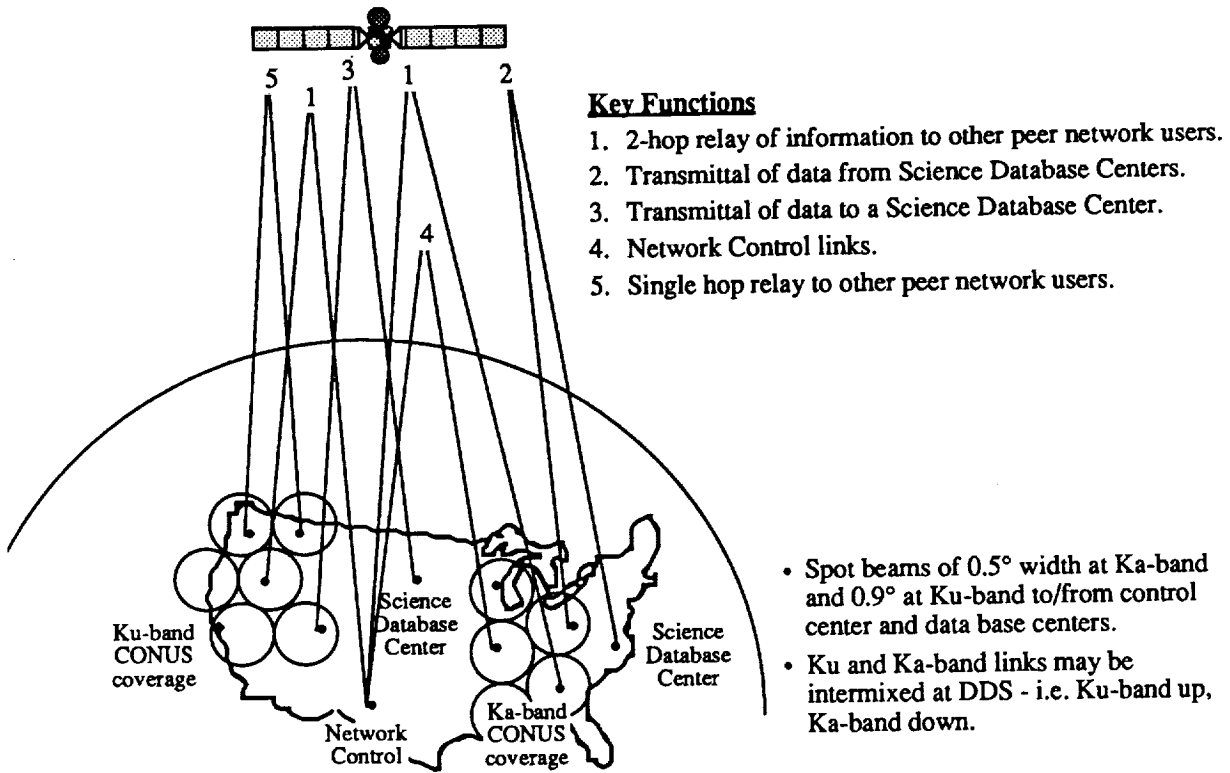 5
1
3
1
2
4
Key Functions
1. 2-hop relay of information to other peer network users.
2. Transmittal of data from Science Database Centers.
3. Transmittal of data to a Science Database Center.
4. Network Control links.
5. Single hop relay to other peer network users.
Ku-band
CONUS
coverage
Science
Database
Center
Network
Control
Ka-band
CONUS
coverage
Science
Database
Center
• Spot beams of 0.5° width at Ka-band
and 0.9° at Ku-band to/from control
center and data base centers.
• Ku and Ka-band links may be
intermixed at DDS - i.e. Ku-band up,
Ka-band down.